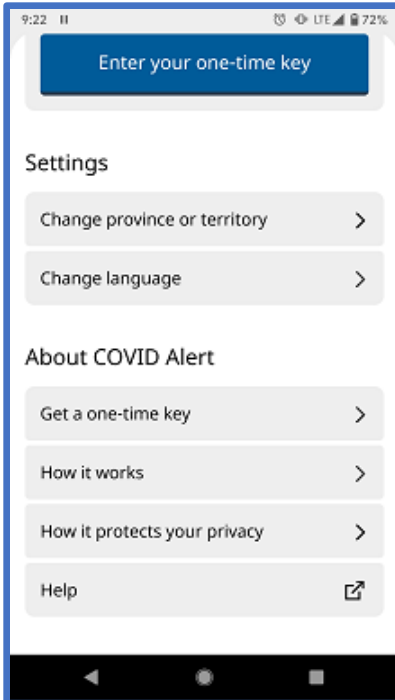 9:22 LTE 72%
Enter your one-time key
Settings
Change province or territory
Change language
About COVID Alert
Get a one-time key
How it works
How it protects your privacy
Help